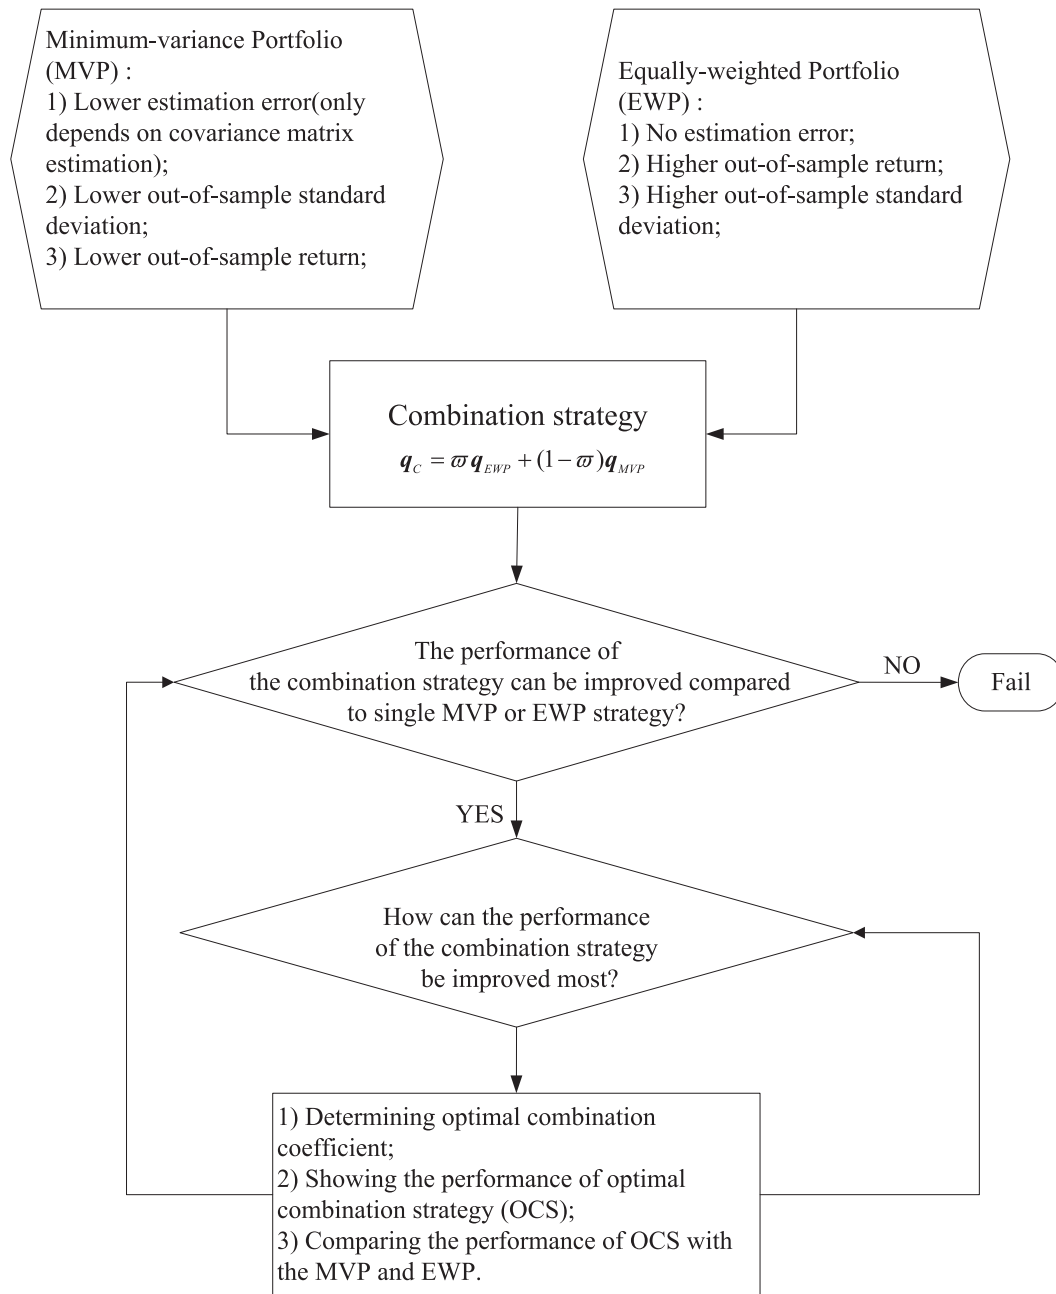 Minimum-variance Portfolio
(MVP) :
1) Lower estimation error(only
depends on covariance matrix
estimation);
2) Lower out-of-sample standard
deviation;
3) Lower out-of-sample return;
Equally-weighted Portfolio
(EWP) :
1) No estimation error;
2) Higher out-of-sample return;
3) Higher out-of-sample standard
deviation;
Combination strategy
q_C = ϖq_EWP + (1 − ϖ)q_MVP
The performance of
the combination strategy can be improved compared
to single MVP or EWP strategy?
NO
Fail
YES
How can the performance
of the combination strategy
be improved most?
1) Determining optimal combination
coefficient;
2) Showing the performance of optimal
combination strategy (OCS);
3) Comparing the performance of OCS with
the MVP and EWP.